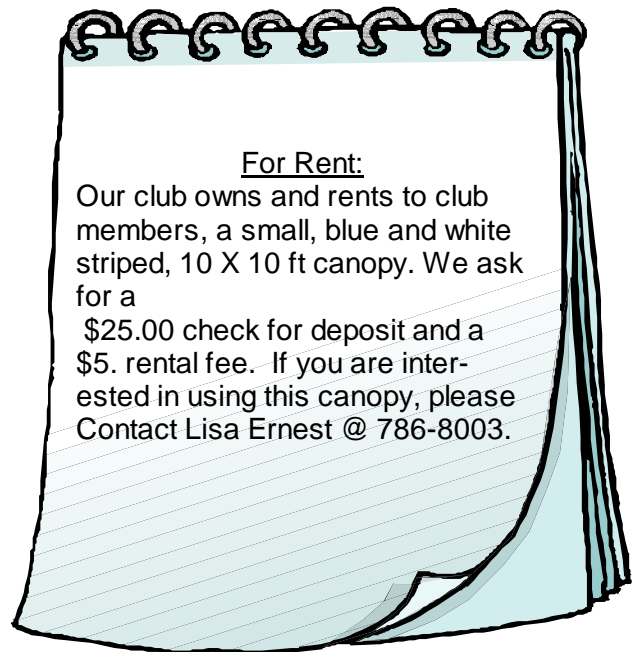 For Rent:
Our club owns and rents to club
members, a small, blue and white
striped, 10 X 10 ft canopy. We ask
for a
$25.00 check for deposit and a
$5. rental fee.  If you are inter-
ested in using this canopy, please
Contact Lisa Ernest @ 786-8003.